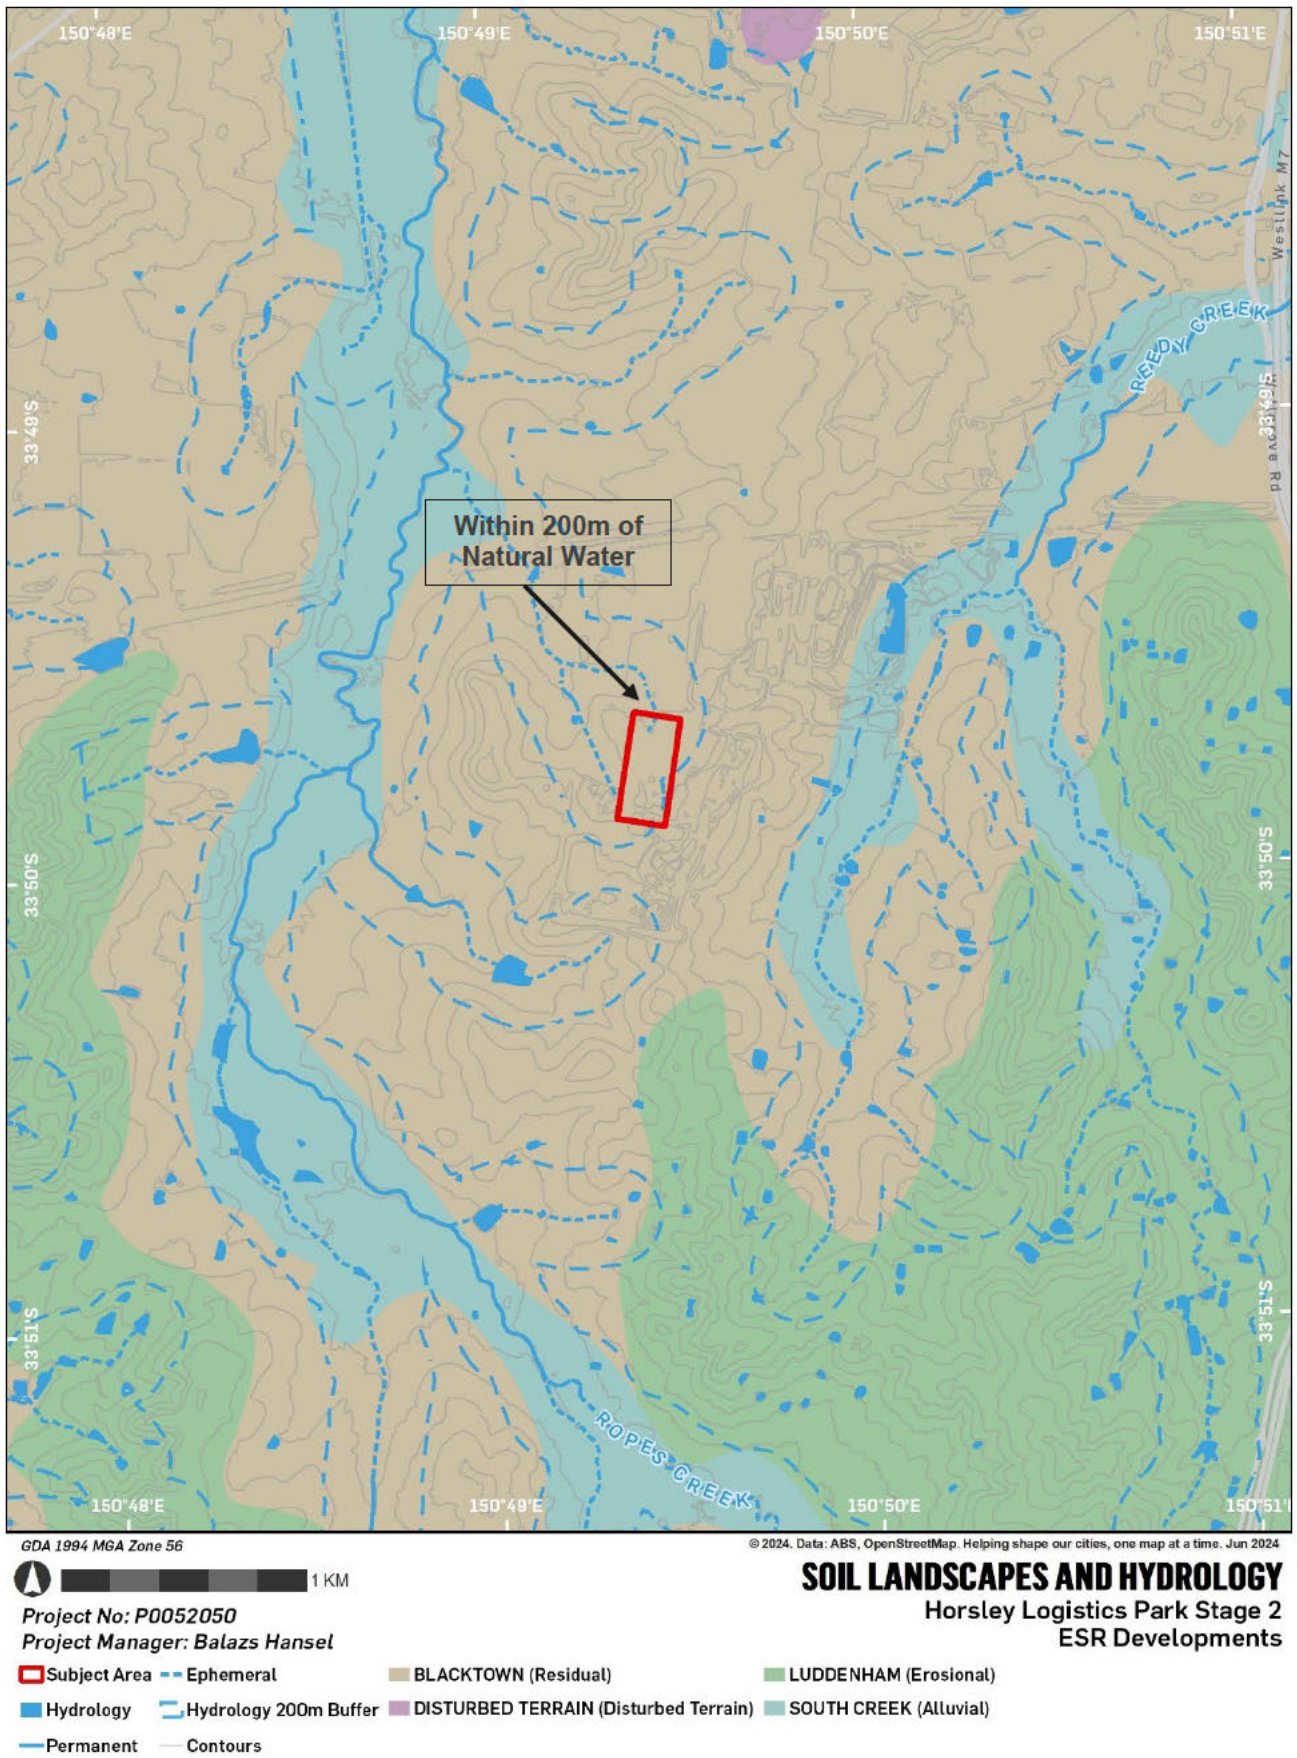 150°48'E
150°49'E
150°50'E
150°51'E
Westlink M7
REEDY CREEK
33°49'S
33°49'S
Wallgrove Rd
Within 200m of
Natural Water
33°50'S
33°50'S
33°51'S
33°51'S
ROPES CREEK
150°48'E
150°49'E
150°50'E
150°51'
GDA 1994 MGA Zone 56
© 2024. Data: ABS, OpenStreetMap. Helping shape our cities, one map at a time. Jun 2024
1 KM
SOIL LANDSCAPES AND HYDROLOGY
Horsley Logistics Park Stage 2
ESR Developments
Project No: P0052050
Project Manager: Balazs Hansel
Subject Area
Ephemeral
BLACKTOWN (Residual)
LUDDENHAM (Erosional)
Hydrology
Hydrology 200m Buffer
DISTURBED TERRAIN (Disturbed Terrain)
SOUTH CREEK (Alluvial)
Permanent
Contours